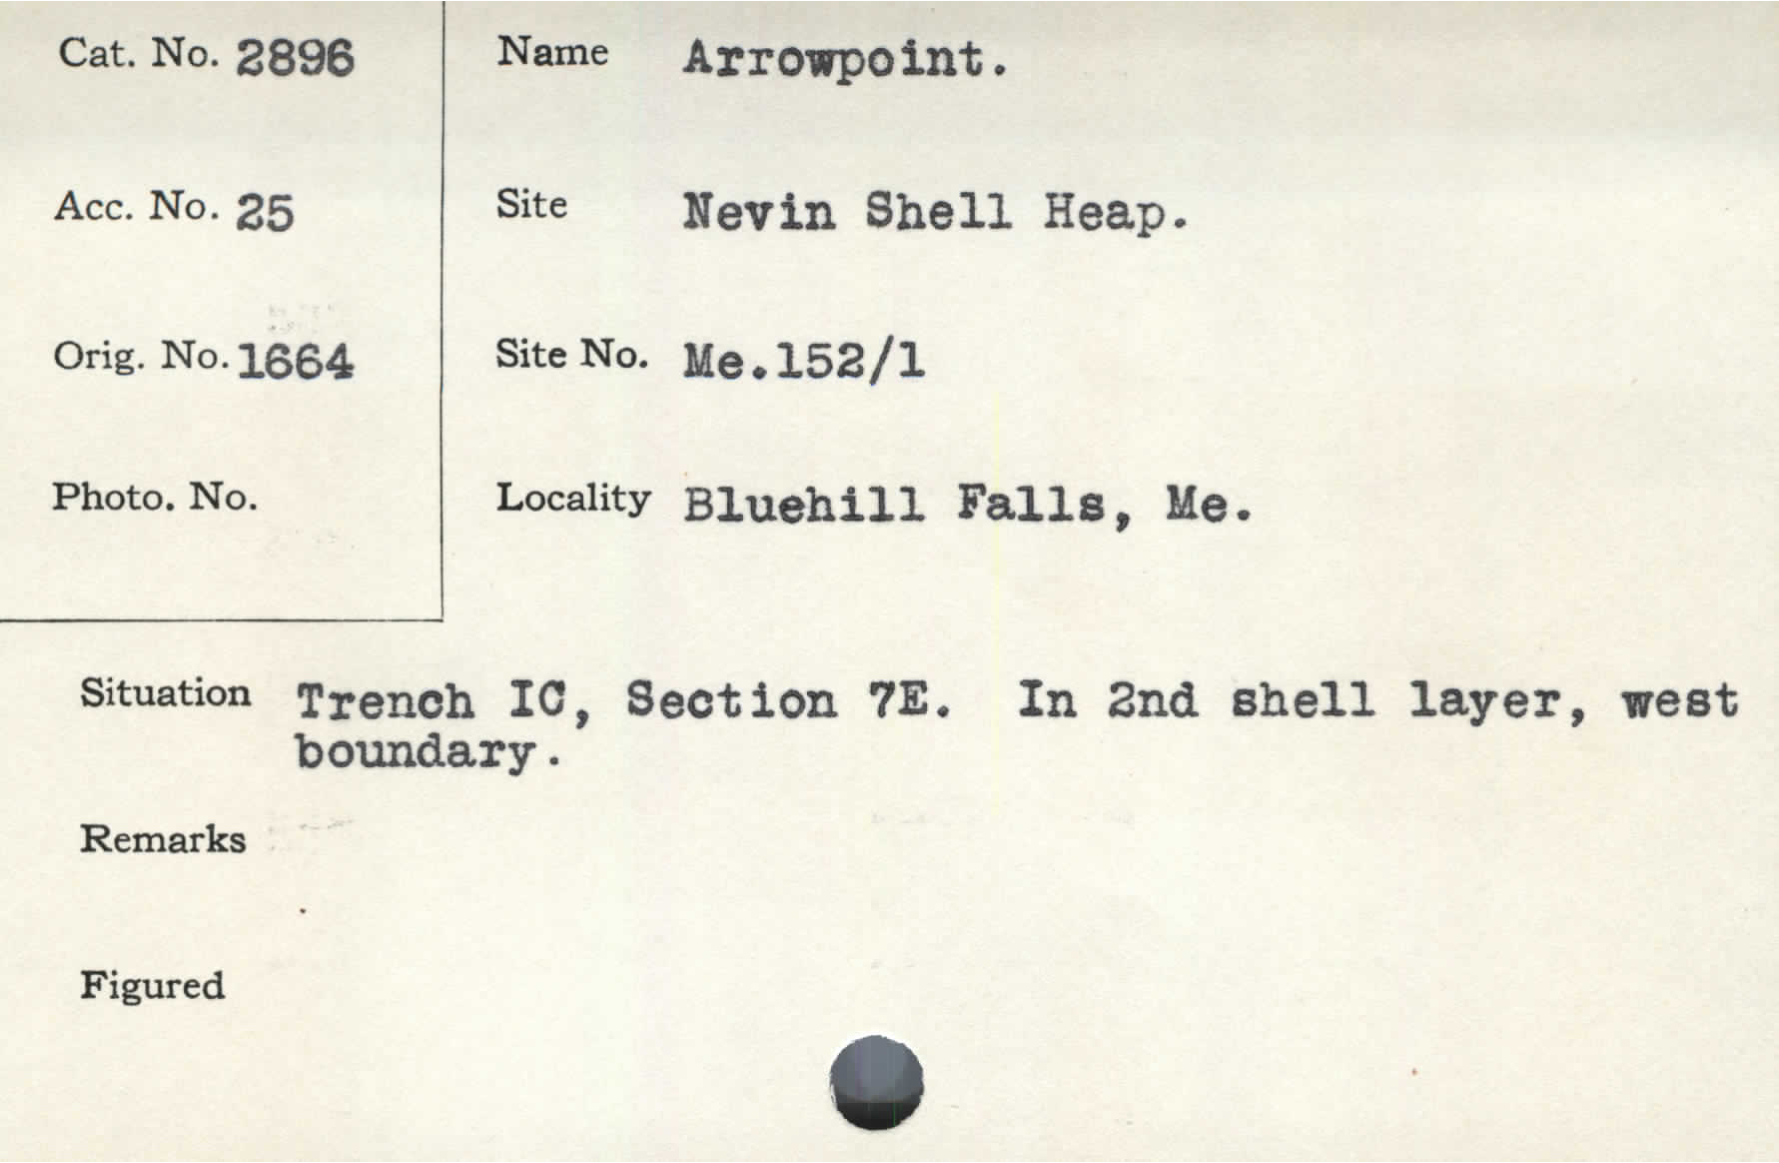 Cat. No. 2896
Name Arrowpoint.
Acc. No. 25
Site Nevin Shell Heap.
Orig. No. 1664
Site No. Me.152/1
Photo. No.
Locality Bluehill Falls, Me.
Situation Trench IC, Section 7E. In 2nd shell layer, west
boundary.
Remarks
Figured